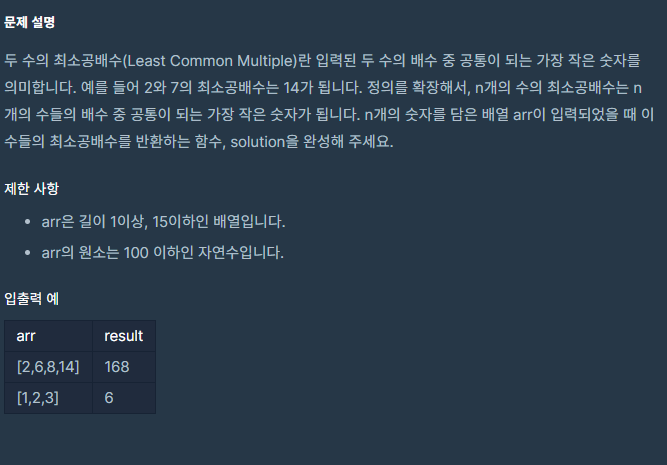 문제 설명
두 수의 최소공배수(Least Common Multiple)란 입력된 두 수의 배수 중 공통이 되는 가장 작은 숫자를
의미합니다. 예를 들어 2와 7의 최소공배수는 14가 됩니다. 정의를 확장해서, n개의 수의 최소공배수는 n
개의 수들의 배수 중 공통이 되는 가장 작은 숫자가 됩니다. n개의 숫자를 담은 배열 arr이 입력되었을 때 이
수들의 최소공배수를 반환하는 함수, solution을 완성해 주세요.
제한 사항
• arr은 길이 1이상, 15이하인 배열입니다.
• arr의 원소는 100 이하인 자연수입니다.
입출력 예
arr result
[2,6,8,14] 168
[1,2,3] 6